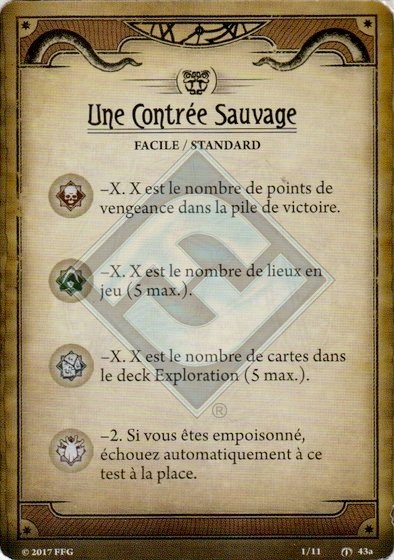 Une Contrée Sauvage
FACILE / STANDARD
–X. X est le nombre de points de
vengeance dans la pile de victoire.
–X. X est le nombre de lieux en
jeu (5 max.).
–X. X est le nombre de cartes dans
le deck Exploration (5 max.).
–2. Si vous êtes empoisonné,
échouez automatiquement à ce
test à la place.
®
© 2017 FFG
1/11
43a